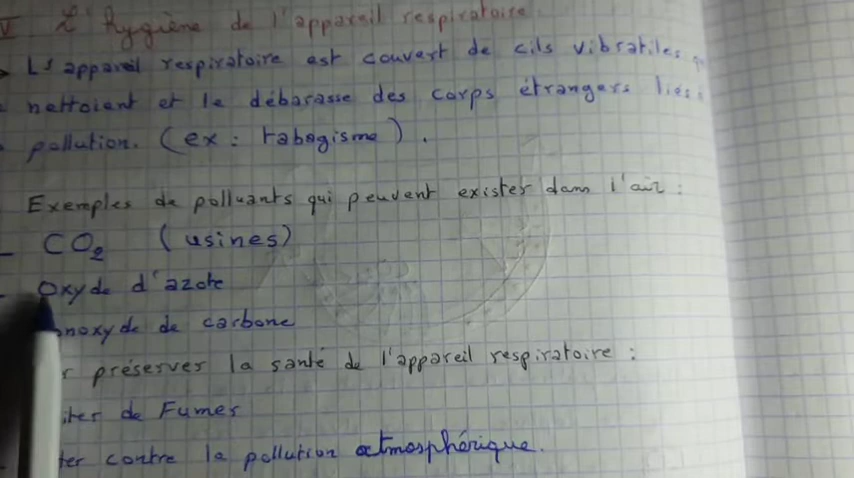 V L'hygiène de l'appareil respiratoire
L'appareil respiratoire est couvert de cils vibratiles
nettoient et le débarasse des corps étrangers liés
pollution. (ex : tabagisme).
Exemples de polluants qui peuvent exister dans l'air :
- CO2 (usines)
- Oxyde d'azote
noxyde de carbone
r préserver la santé de l'appareil respiratoire :
iter de Fumer
ter contre la pollution atmosphérique.